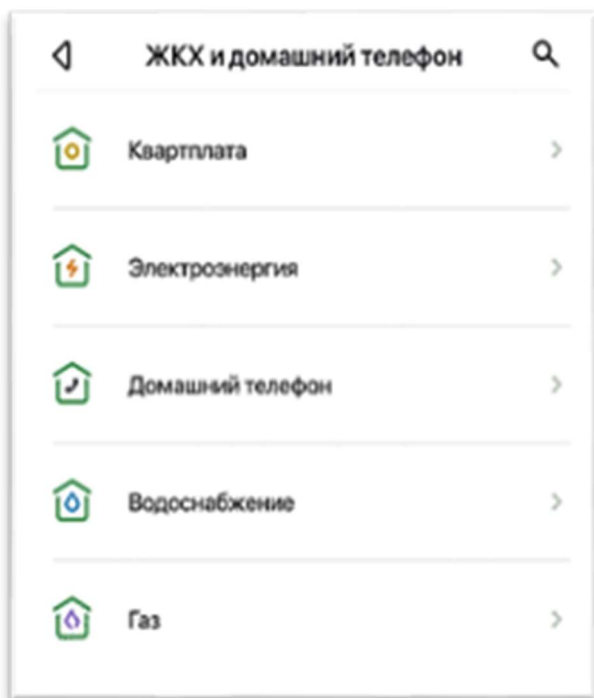 ЖКХ и домашний телефон
Квартплата
Электроэнергия
Домашний телефон
Водоснабжение
Газ